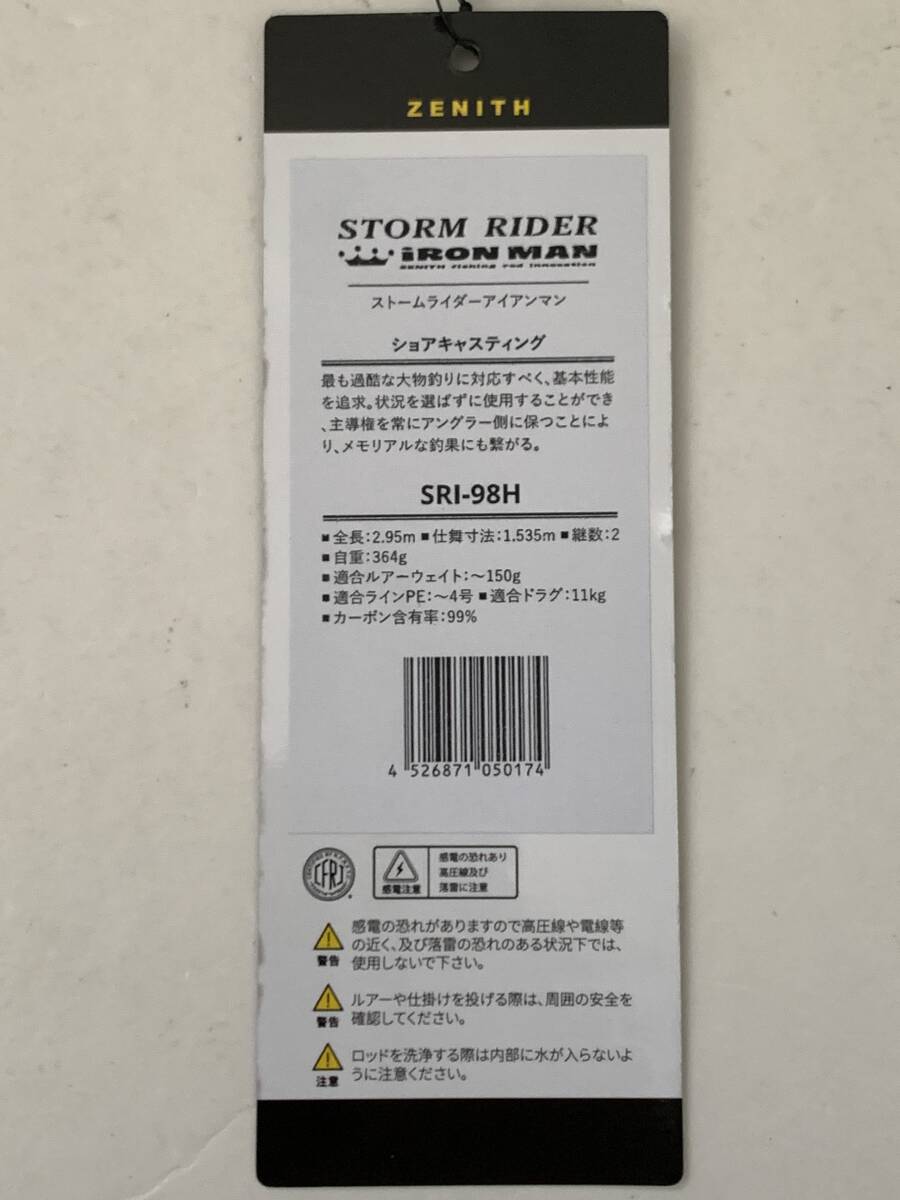 ZENITH
STORM RIDER
iRON MAN
ZENITH fishing rod innovation
ストームライダーアイアンマン
ショアキャスティング
最も過酷な大物釣りに対応すべく、基本性能
を追求。状況を選ばずに使用することができ
、主導権を常にアングラー側に保つことによ
り、メモリアルな釣果にも繋がる。
SRI-98H
■全長：2.95m ■仕舞寸法：1.535m ■継数：2
■自重：364g
■適合ルアーウェイト：～150g
■適合ラインPE：～4号 ■適合ドラグ：11kg
■カーボン含有率：99%
4 526871 050174
CFRJ
感電注意
感電の恐れあり
高圧線及び
落雷に注意
感電の恐れがありますので高圧線や電線等
の近く、及び落雷の恐れのある状況下では、
使用しないで下さい。
警告
ルアーや仕掛けを投げる際は、周囲の安全を
確認してください。
警告
ロッドを洗浄する際は内部に水が入らないよ
うに注意ください。
注意